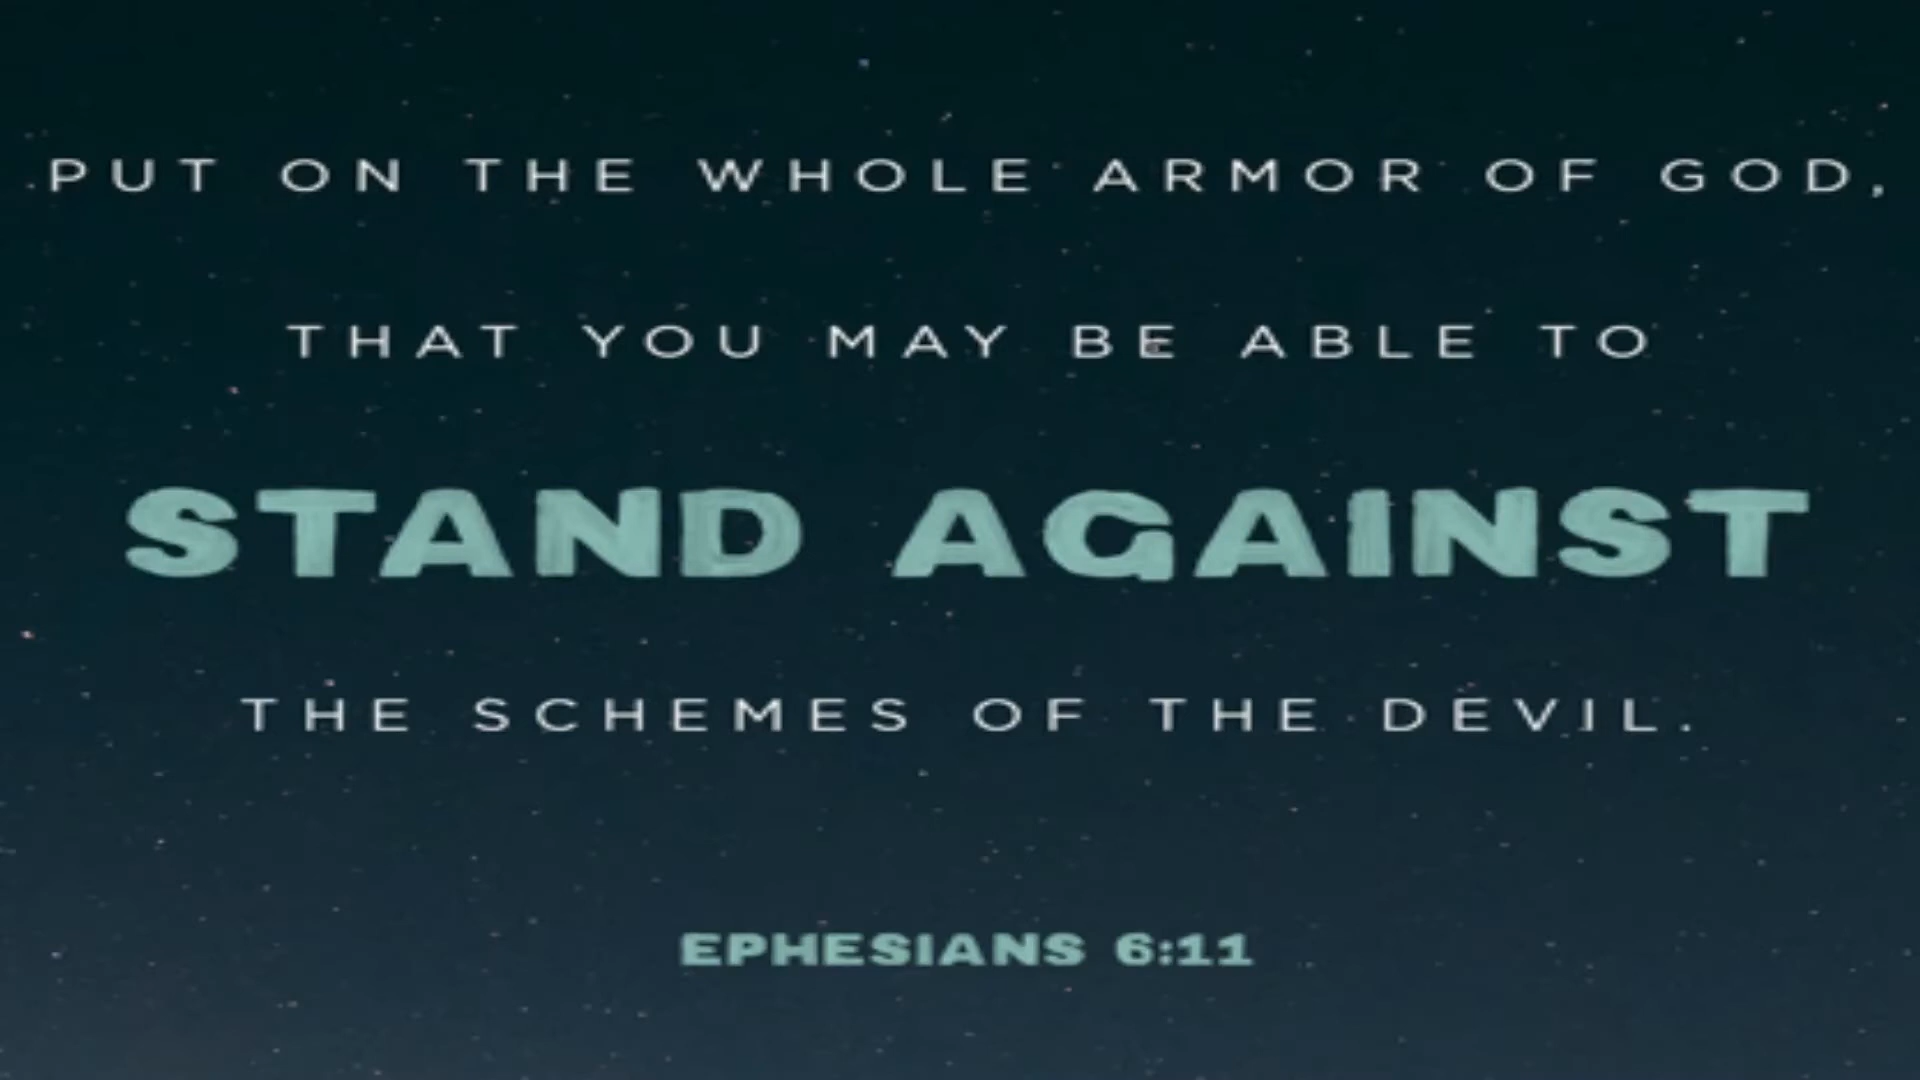 PUT ON THE WHOLE ARMOR OF GOD,
THAT YOU MAY BE ABLE TO
STAND AGAINST
THE SCHEMES OF THE DEVIL.
EPHESIANS 6:11